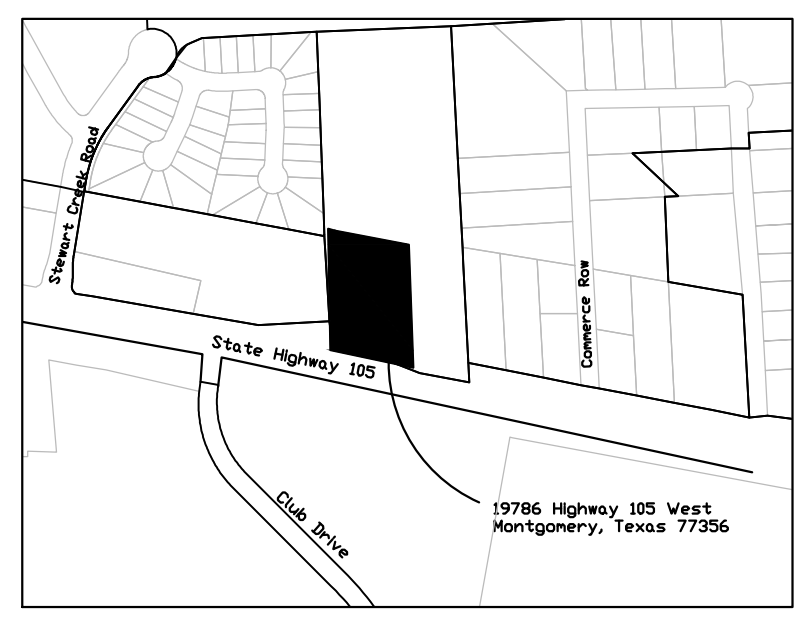 Stewart Creek Road
Commerce Row
State Highway 105
Club Drive
19786 Highway 105 West
Montgomery, Texas 77356